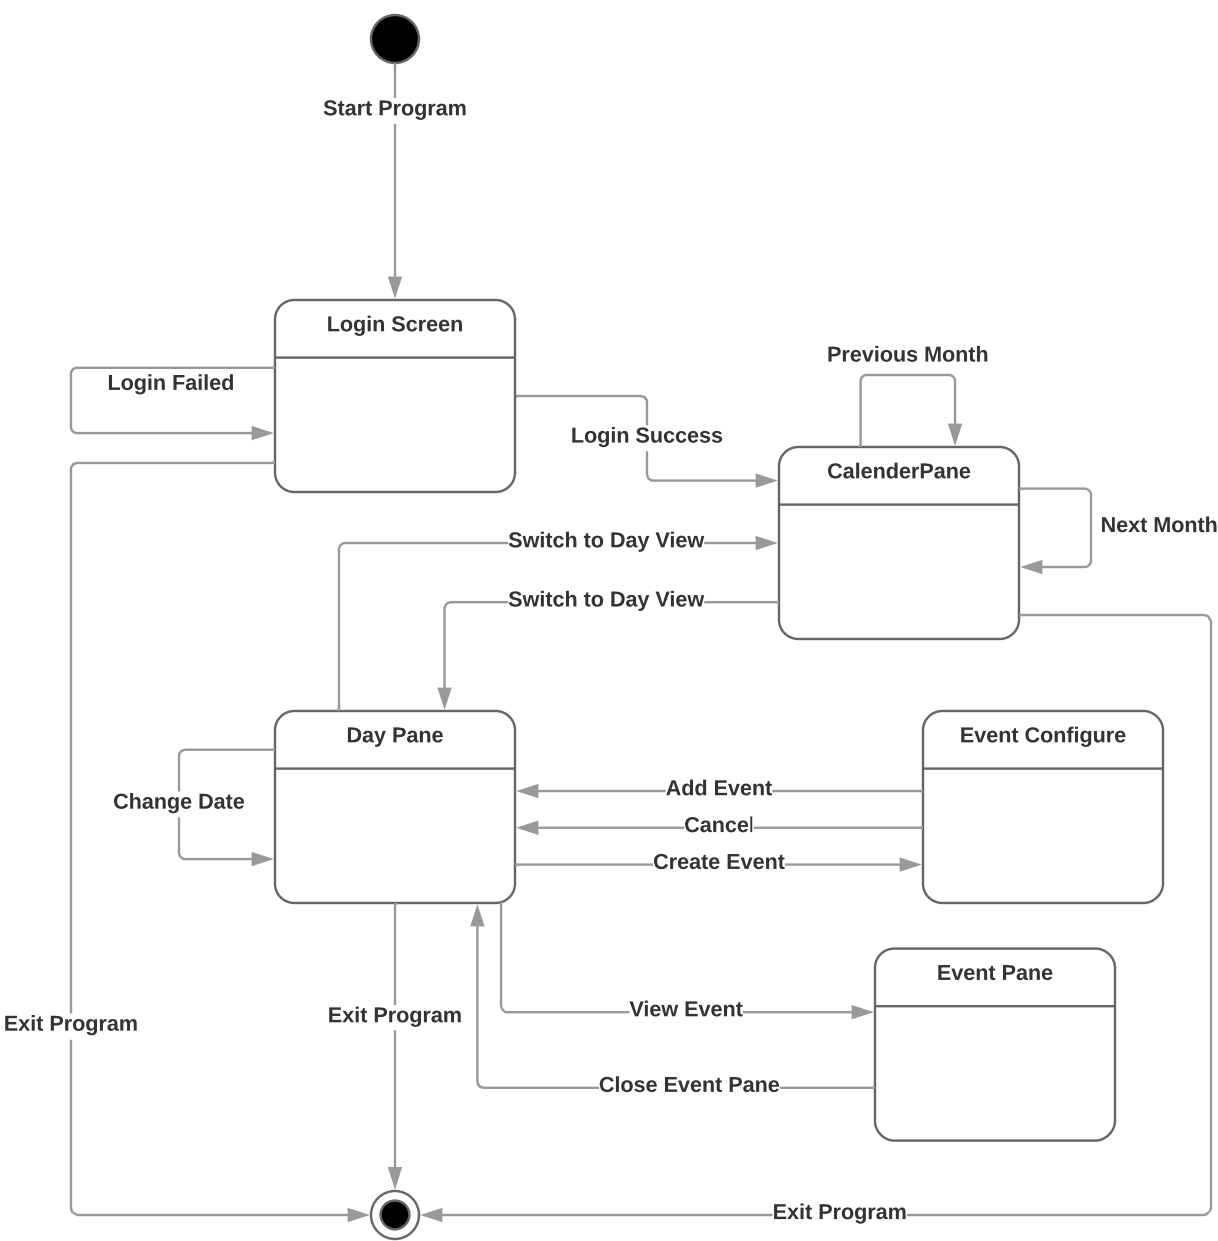 Start Program
Login Screen
Previous Month
Login Failed
Login Success
CalenderPane
Next Month
Switch to Day View
Switch to Day View
Day Pane
Event Configure
Add Event
Change Date
Cancel
Create Event
Event Pane
View Event
Exit Program
Exit Program
Close Event Pane
Exit Program